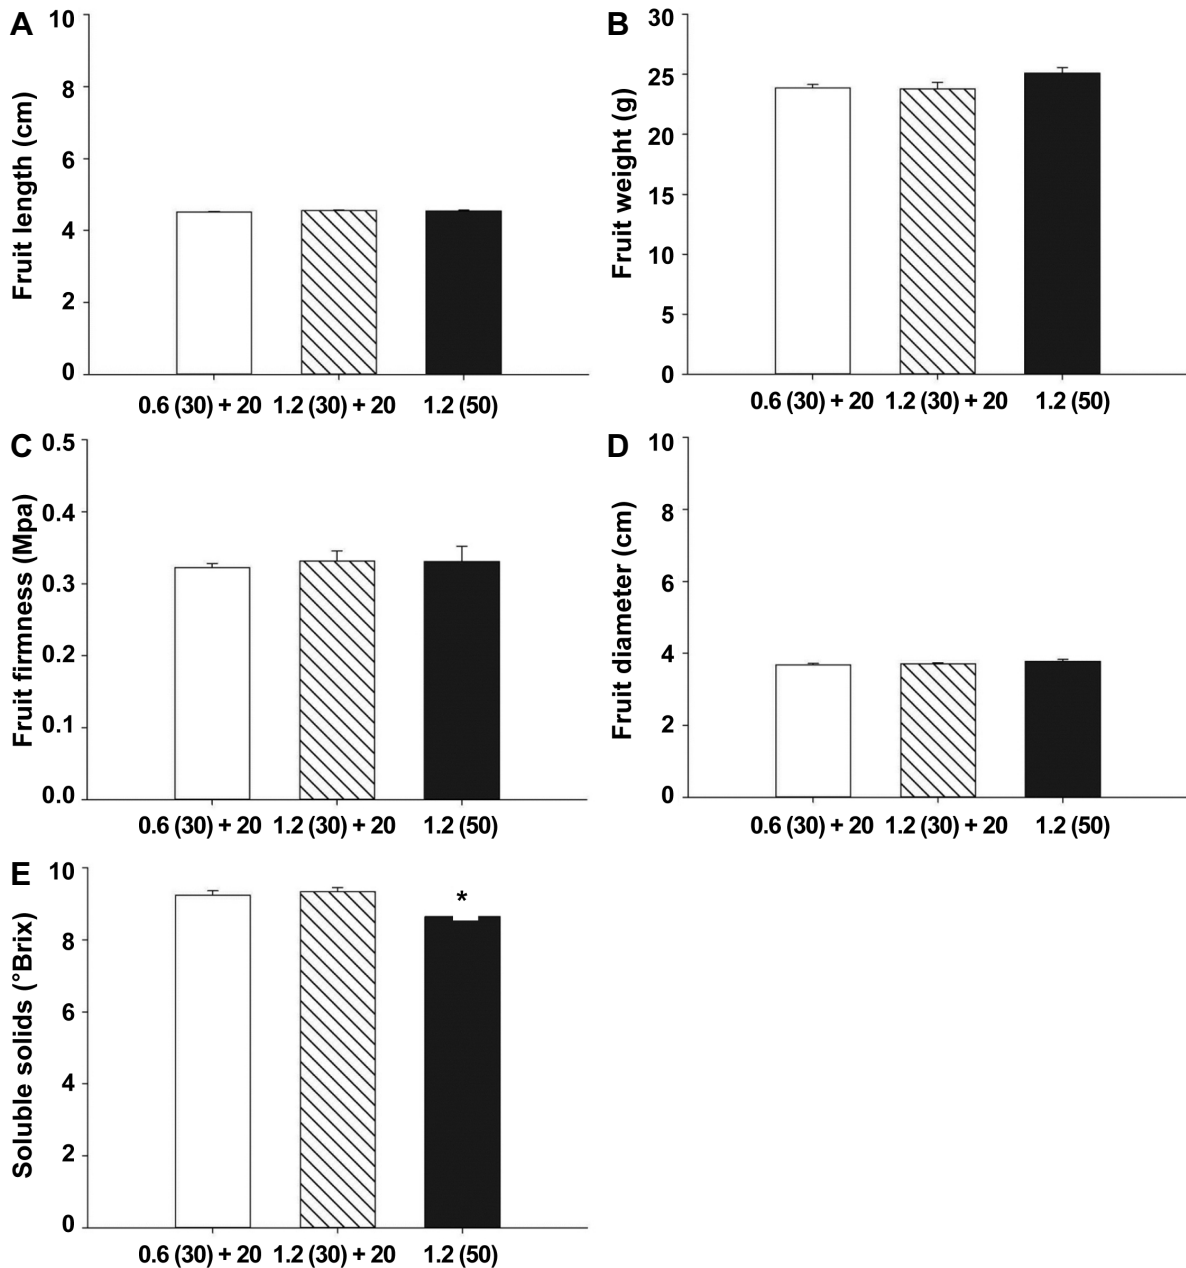 A
Fruit length (cm)
10
8
6
4
2
0
0.6 (30) + 20 1.2 (30) + 20 1.2 (50)
B
Fruit weight (g)
30
25
20
15
10
5
0
0.6 (30) + 20 1.2 (30) + 20 1.2 (50)
C
Fruit firmness (Mpa)
0.5
0.4
0.3
0.2
0.1
0.0
0.6 (30) + 20 1.2 (30) + 20 1.2 (50)
D
Fruit diameter (cm)
10
8
6
4
2
0
0.6 (30) + 20 1.2 (30) + 20 1.2 (50)
E
Soluble solids (°Brix)
10
8
6
4
2
0
*
0.6 (30) + 20 1.2 (30) + 20 1.2 (50)